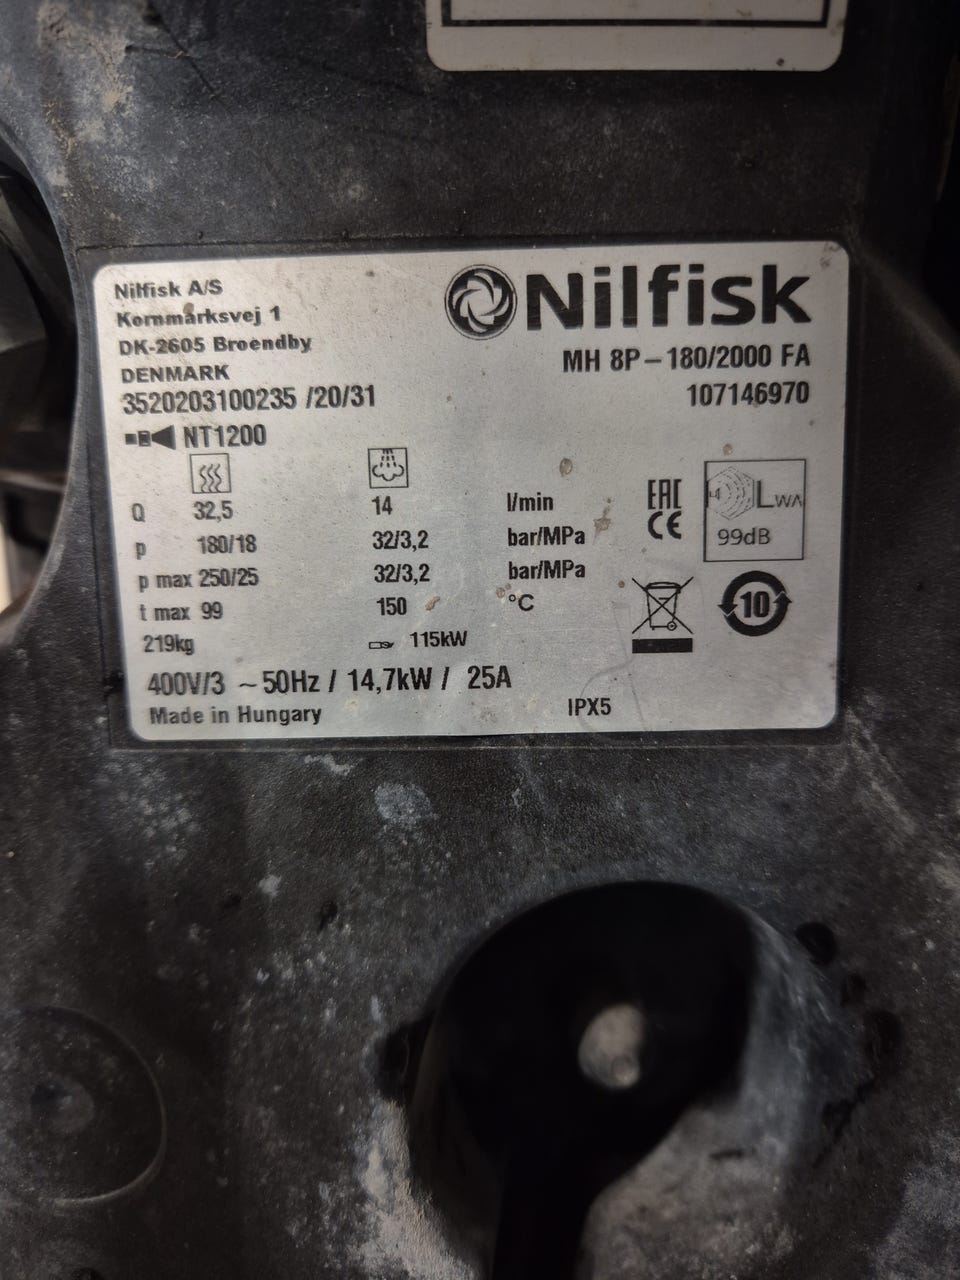 Nilfisk A/S
Kornmarksvej 1
DK-2605 Broendby
DENMARK
3520203100235 /20/31
NT1200
Nilfisk
MH 8P-180/2000 FA
107146970
Q 32,5 14 l/min
p 180/18 32/3,2 bar/MPa
p max 250/25 32/3,2 bar/MPa
t max 99 150 °C
219kg 115kW
400V/3 ~50Hz / 14,7kW / 25A
Made in Hungary
IPX5
EAC
CE
LWA
99dB
10